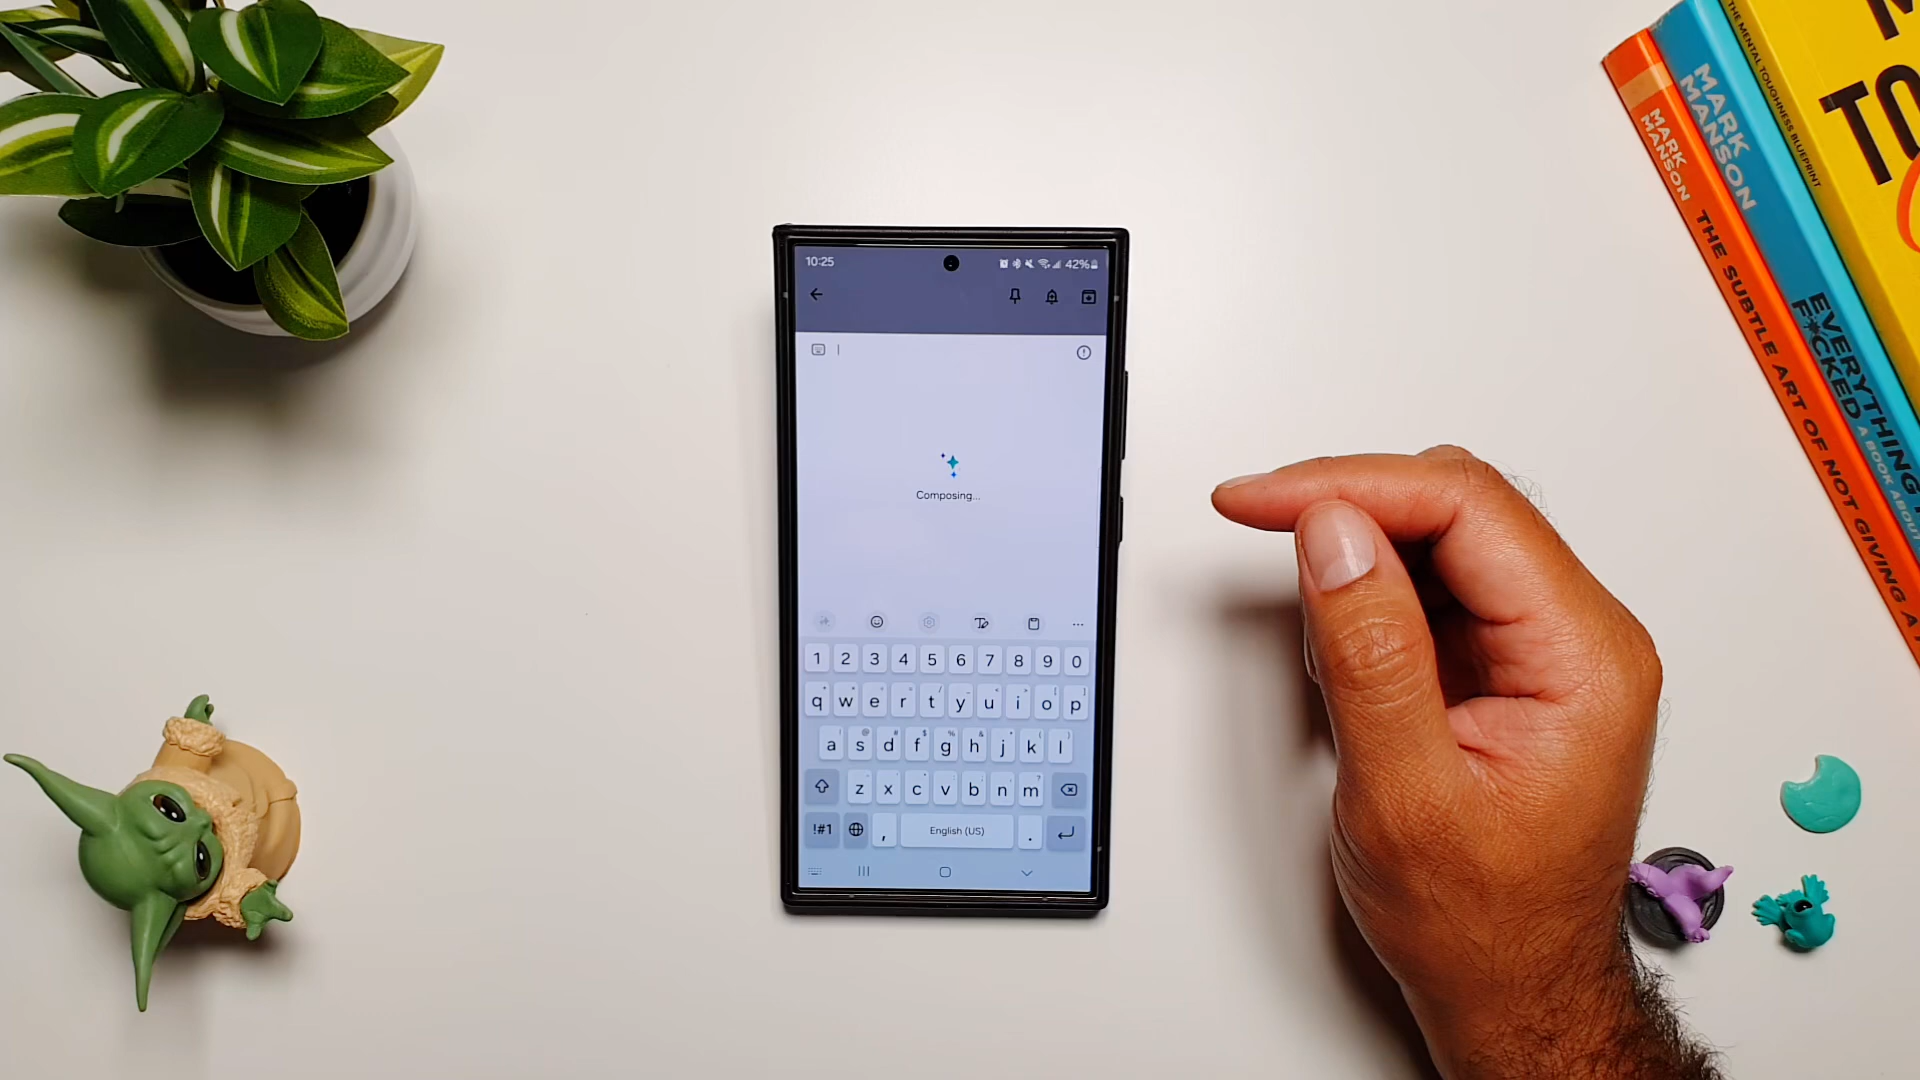 10:25
42%
Composing...
1 2 3 4 5 6 7 8 9 0
q w e r t y u i o p
a s d f g h j k l
z x c v b n m
!#1 , English (US) .
MARK MANSON THE SUBTLE ART OF NOT GIVING A
MARK MANSON EVERYTHING
F*CKED A BOOK ABOUT
THE MENTAL TOUGHNESS BLUEPRINT